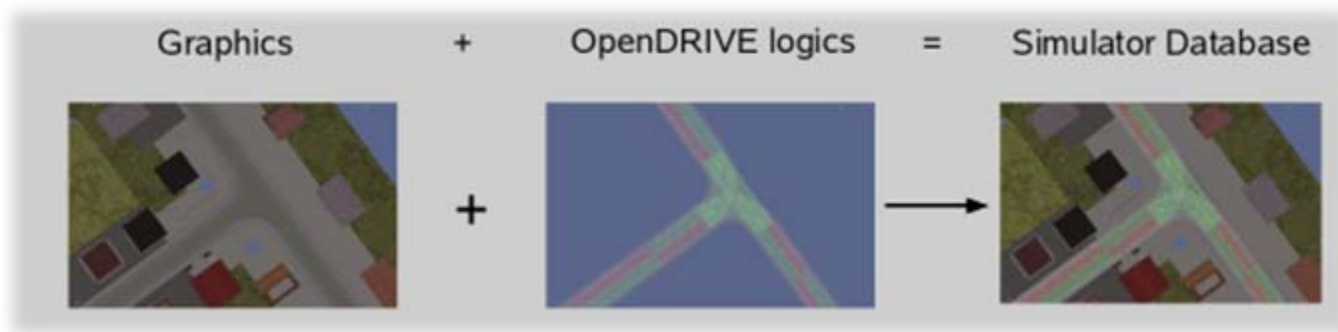 Graphics + OpenDRIVE logics = Simulator Database
+